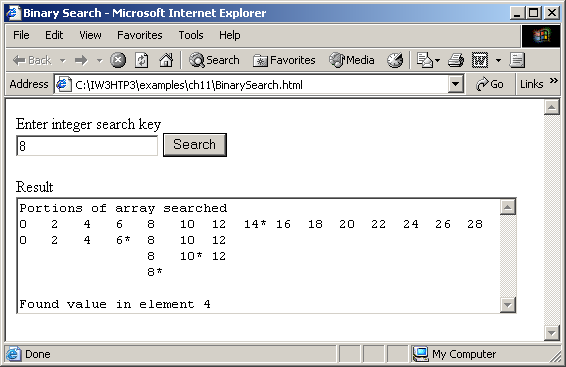 Binary Search - Microsoft Internet Explorer
File Edit View Favorites Tools Help
Back Search Favorites Media
Address C:\IW3HTP3\examples\ch11\BinarySearch.html Go Links »
Enter integer search key
8 Search
Result
Portions of array searched
0 2 4 6 8 10 12 14* 16 18 20 22 24 26 28
0 2 4 6* 8 10 12
8 10* 12
8*
Found value in element 4
Done My Computer